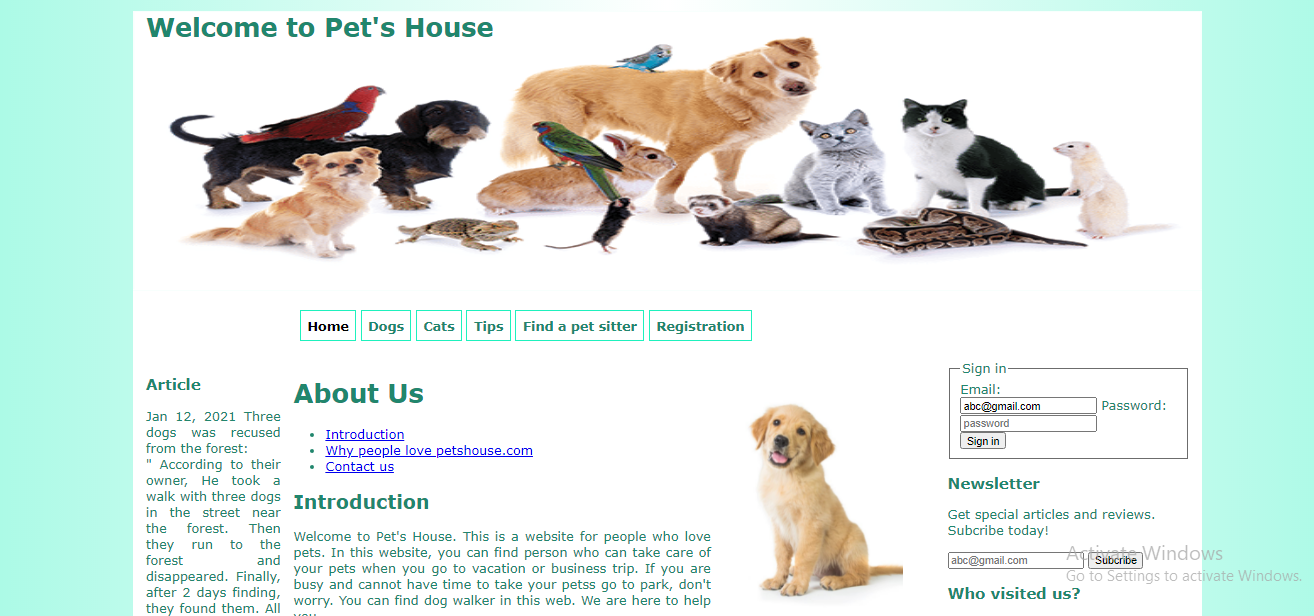 Welcome to Pet's House
Home
Dogs
Cats
Tips
Find a pet sitter
Registration
Article
Jan 12, 2021 Three
dogs was recused
from the forest:
" According to their
owner, He took a
walk with three dogs
in the street near
the forest. Then
they run to the
forest and
disappeared. Finally,
after 2 days finding,
they found them. All
About Us
Introduction
Why people love petshouse.com
Contact us
Introduction
Welcome to Pet's House. This is a website for people who love
pets. In this website, you can find person who can take care of
your pets when you go to vacation or business trip. If you are
busy and cannot have time to take your petss go to park, don't
worry. You can find dog walker in this web. We are here to help
you
Sign in
Email:
abc@gmail.com Password:
password
Sign in
Newsletter
Get special articles and reviews.
Subcribe today!
abc@gmail.com Subcribe
Who visited us?
Activate Windows
Go to Settings to activate Windows.